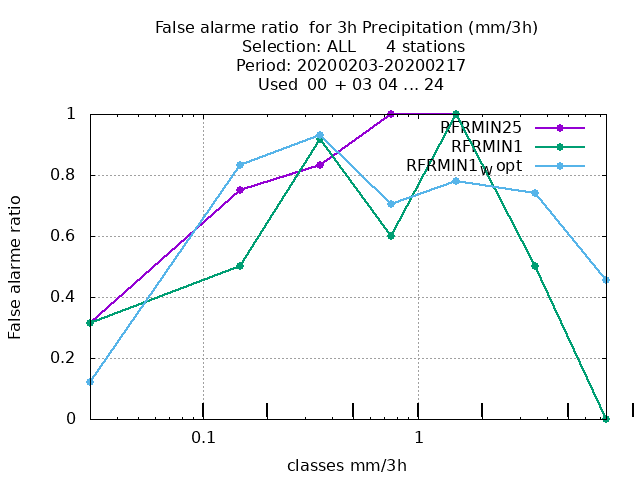 False alarme ratio  for 3h Precipitation (mm/3h)
Selection: ALL      4 stations
Period: 20200203-20200217
Used  00  + 03 04 ... 24
RFRMIN25
RFRMIN1
RFRMIN1w opt
1
0.8
0.6
0.4
0.2
0
False alarme ratio
0.1
1
classes mm/3h